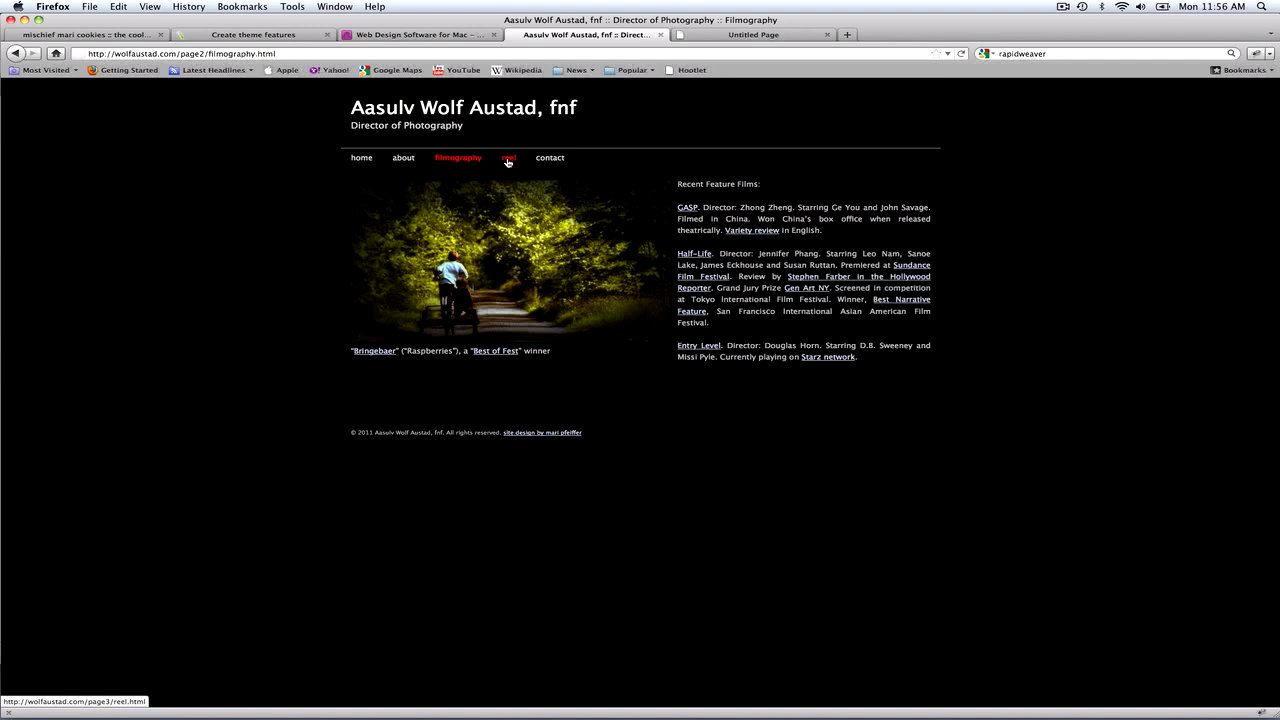 Firefox File Edit View History Bookmarks Tools Window Help Mon 11:56 AM
Aasulv Wolf Austad, fnf :: Director of Photography :: Filmography
mischief mari cookies :: the cool... Create theme features Web Design Software for Mac – ... Aasulv Wolf Austad, fnf :: Direct... Untitled Page
http://wolfaustad.com/page2/filmography.html rapidweaver
Most Visited Getting Started Latest Headlines Apple Yahoo! Google Maps YouTube Wikipedia News Popular Hootlet Bookmarks
Aasulv Wolf Austad, fnf
Director of Photography
home about filmography reel contact
Recent Feature Films:
GASP. Director: Zhong Zheng. Starring Ge You and John Savage.
Filmed in China. Won China's box office when released
theatrically. Variety review in English.
Half-Life. Director: Jennifer Phang. Starring Leo Nam, Sanoe
Lake, James Eckhouse and Susan Ruttan. Premiered at Sundance
Film Festival. Review by Stephen Farber in the Hollywood
Reporter. Grand Jury Prize Gen Art NY. Screened in competition
at Tokyo International Film Festival. Winner, Best Narrative
Feature, San Francisco International Asian American Film
Festival.
Entry Level. Director: Douglas Horn. Starring D.B. Sweeney and
Missi Pyle. Currently playing on Starz network.
"Bringebaer" ("Raspberries"), a "Best of Fest" winner
© 2011 Aasulv Wolf Austad, fnf. All rights reserved. site design by mari pfeiffer
http://wolfaustad.com/page3/reel.html